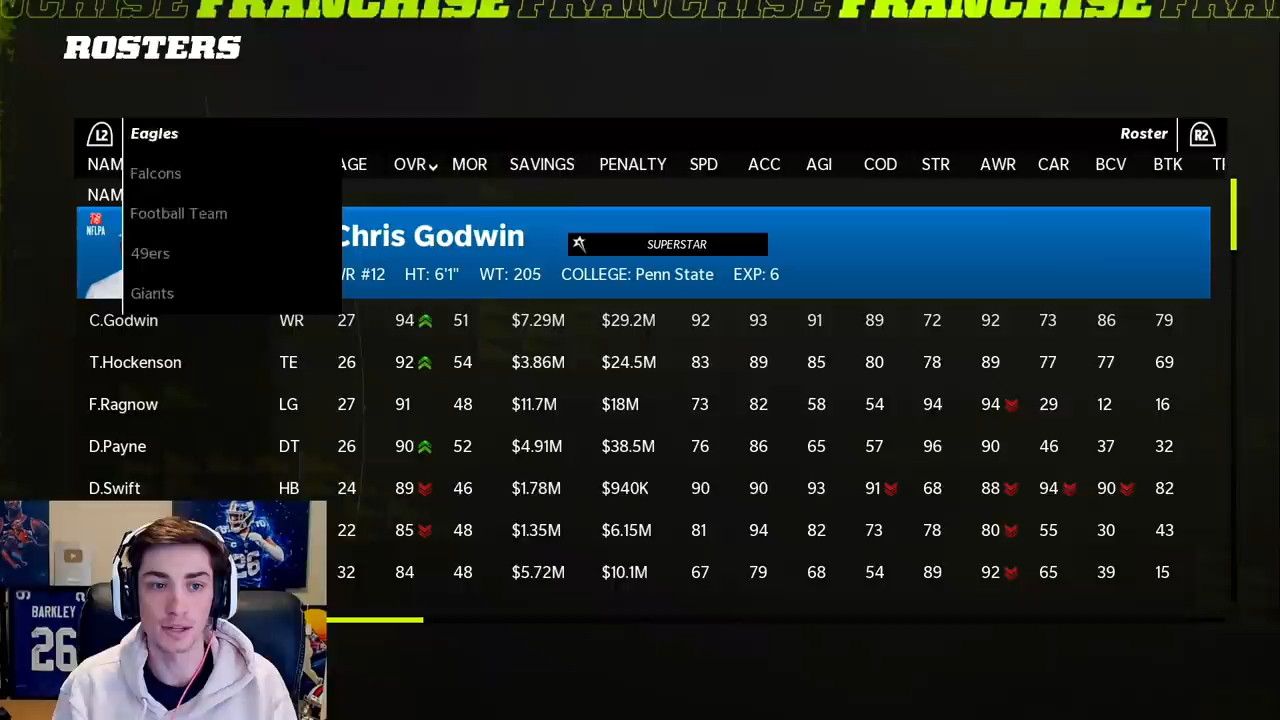 CHISE FRANCHISE FRANCHISE FRANCHISE FRAN
ROSTERS
L2 Eagles Roster R2
NAM AGE OVR MOR SAVINGS PENALTY SPD ACC AGI COD STR AWR CAR BCV BTK TR
Falcons
NAM
Football Team
49ers
Giants
NFLPA
Chris Godwin SUPERSTAR
WR #12 HT: 6'1" WT: 205 COLLEGE: Penn State EXP: 6
C.Godwin WR 27 94 51 $7.29M $29.2M 92 93 91 89 72 92 73 86 79
T.Hockenson TE 26 92 54 $3.86M $24.5M 83 89 85 80 78 89 77 77 69
F.Ragnow LG 27 91 48 $11.7M $18M 73 82 58 54 94 94 29 12 16
D.Payne DT 26 90 52 $4.91M $38.5M 76 86 65 57 96 90 46 37 32
D.Swift HB 24 89 46 $1.78M $940K 90 90 93 91 68 88 94 90 82
22 85 48 $1.35M $6.15M 81 94 82 73 78 80 55 30 43
32 84 48 $5.72M $10.1M 67 79 68 54 89 92 65 39 15
26
BARKLEY
26